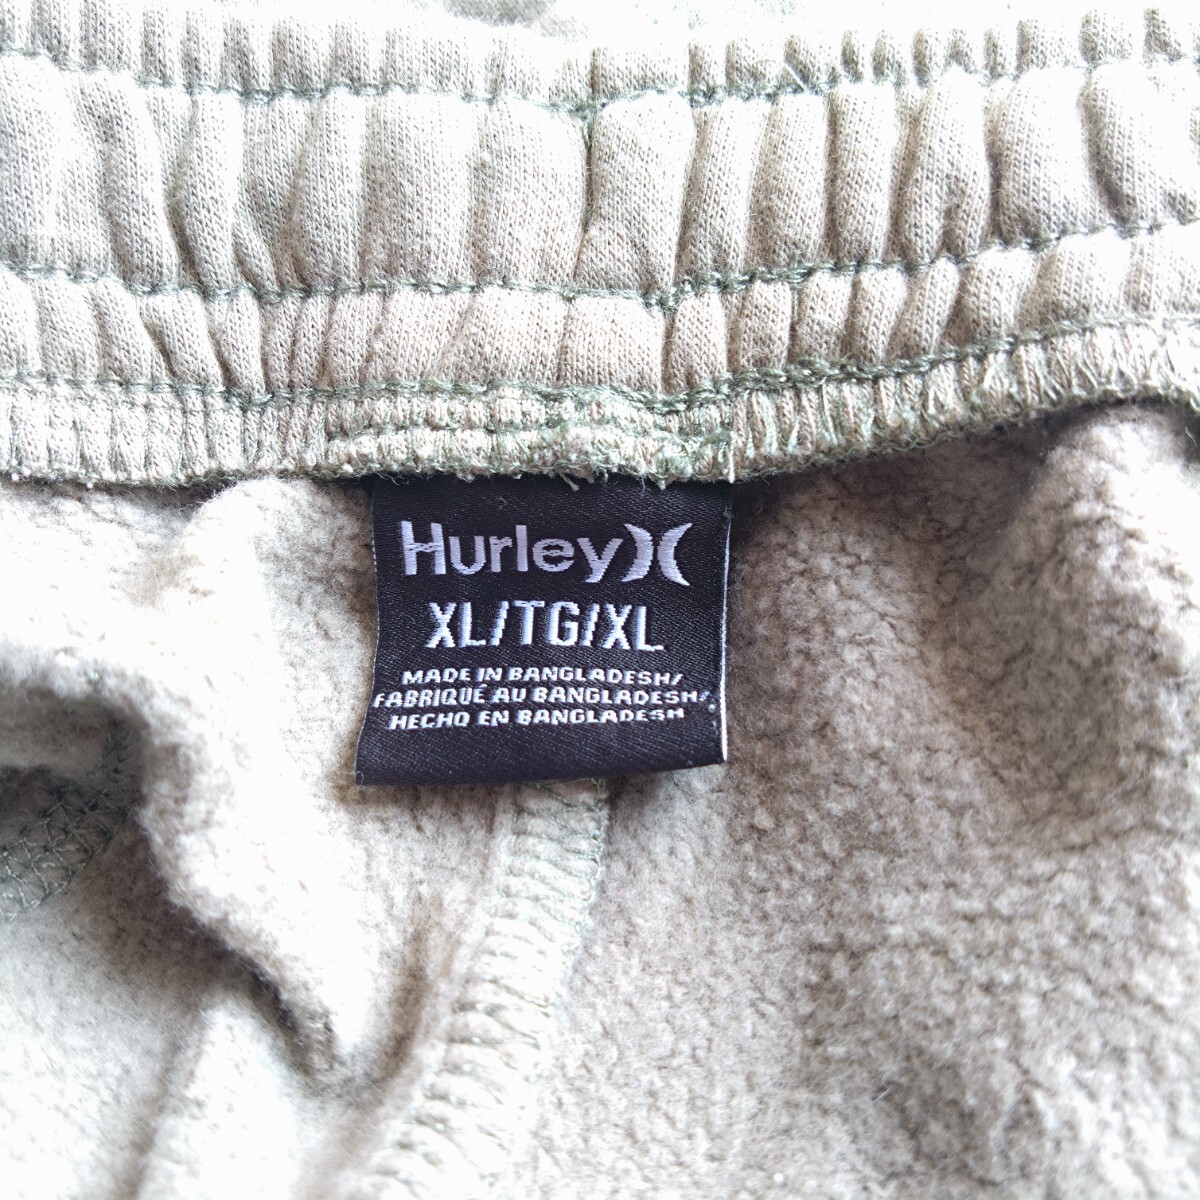 Hurley
XL/TG/XL
MADE IN BANGLADESH/
FABRIQUÉ AU BANGLADESH/
HECHO EN BANGLADESH